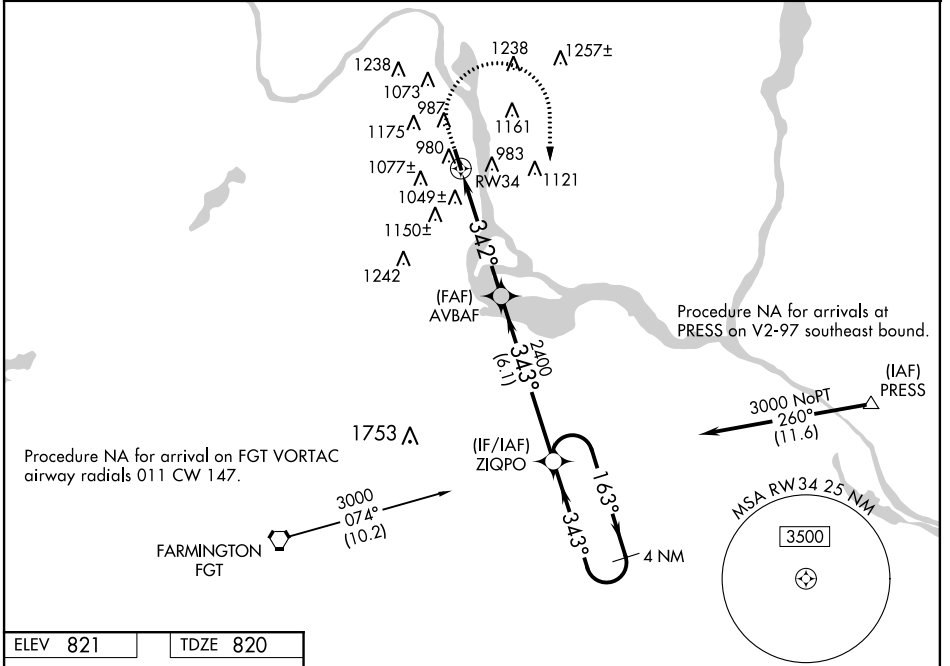 1238
1238
1257±
1073
987
1175
1161
980
983
1077±
RW34
1121
1049±
1150±
342°
1242
(FAF)
AVBAF
Procedure NA for arrivals at
PRESS on V2-97 southeast bound.
2400
343°
(6.1)
(IAF)
PRESS
3000 NoPT
260°
(11.6)
1753
(IF/IAF)
ZIQPO
Procedure NA for arrival on FGT VORTAC
airway radials 011 CW 147.
163°
343°
4 NM
3000
074°
(10.2)
FARMINGTON
FGT
MSA RW34 25 NM
3500
ELEV 821
TDZE 820